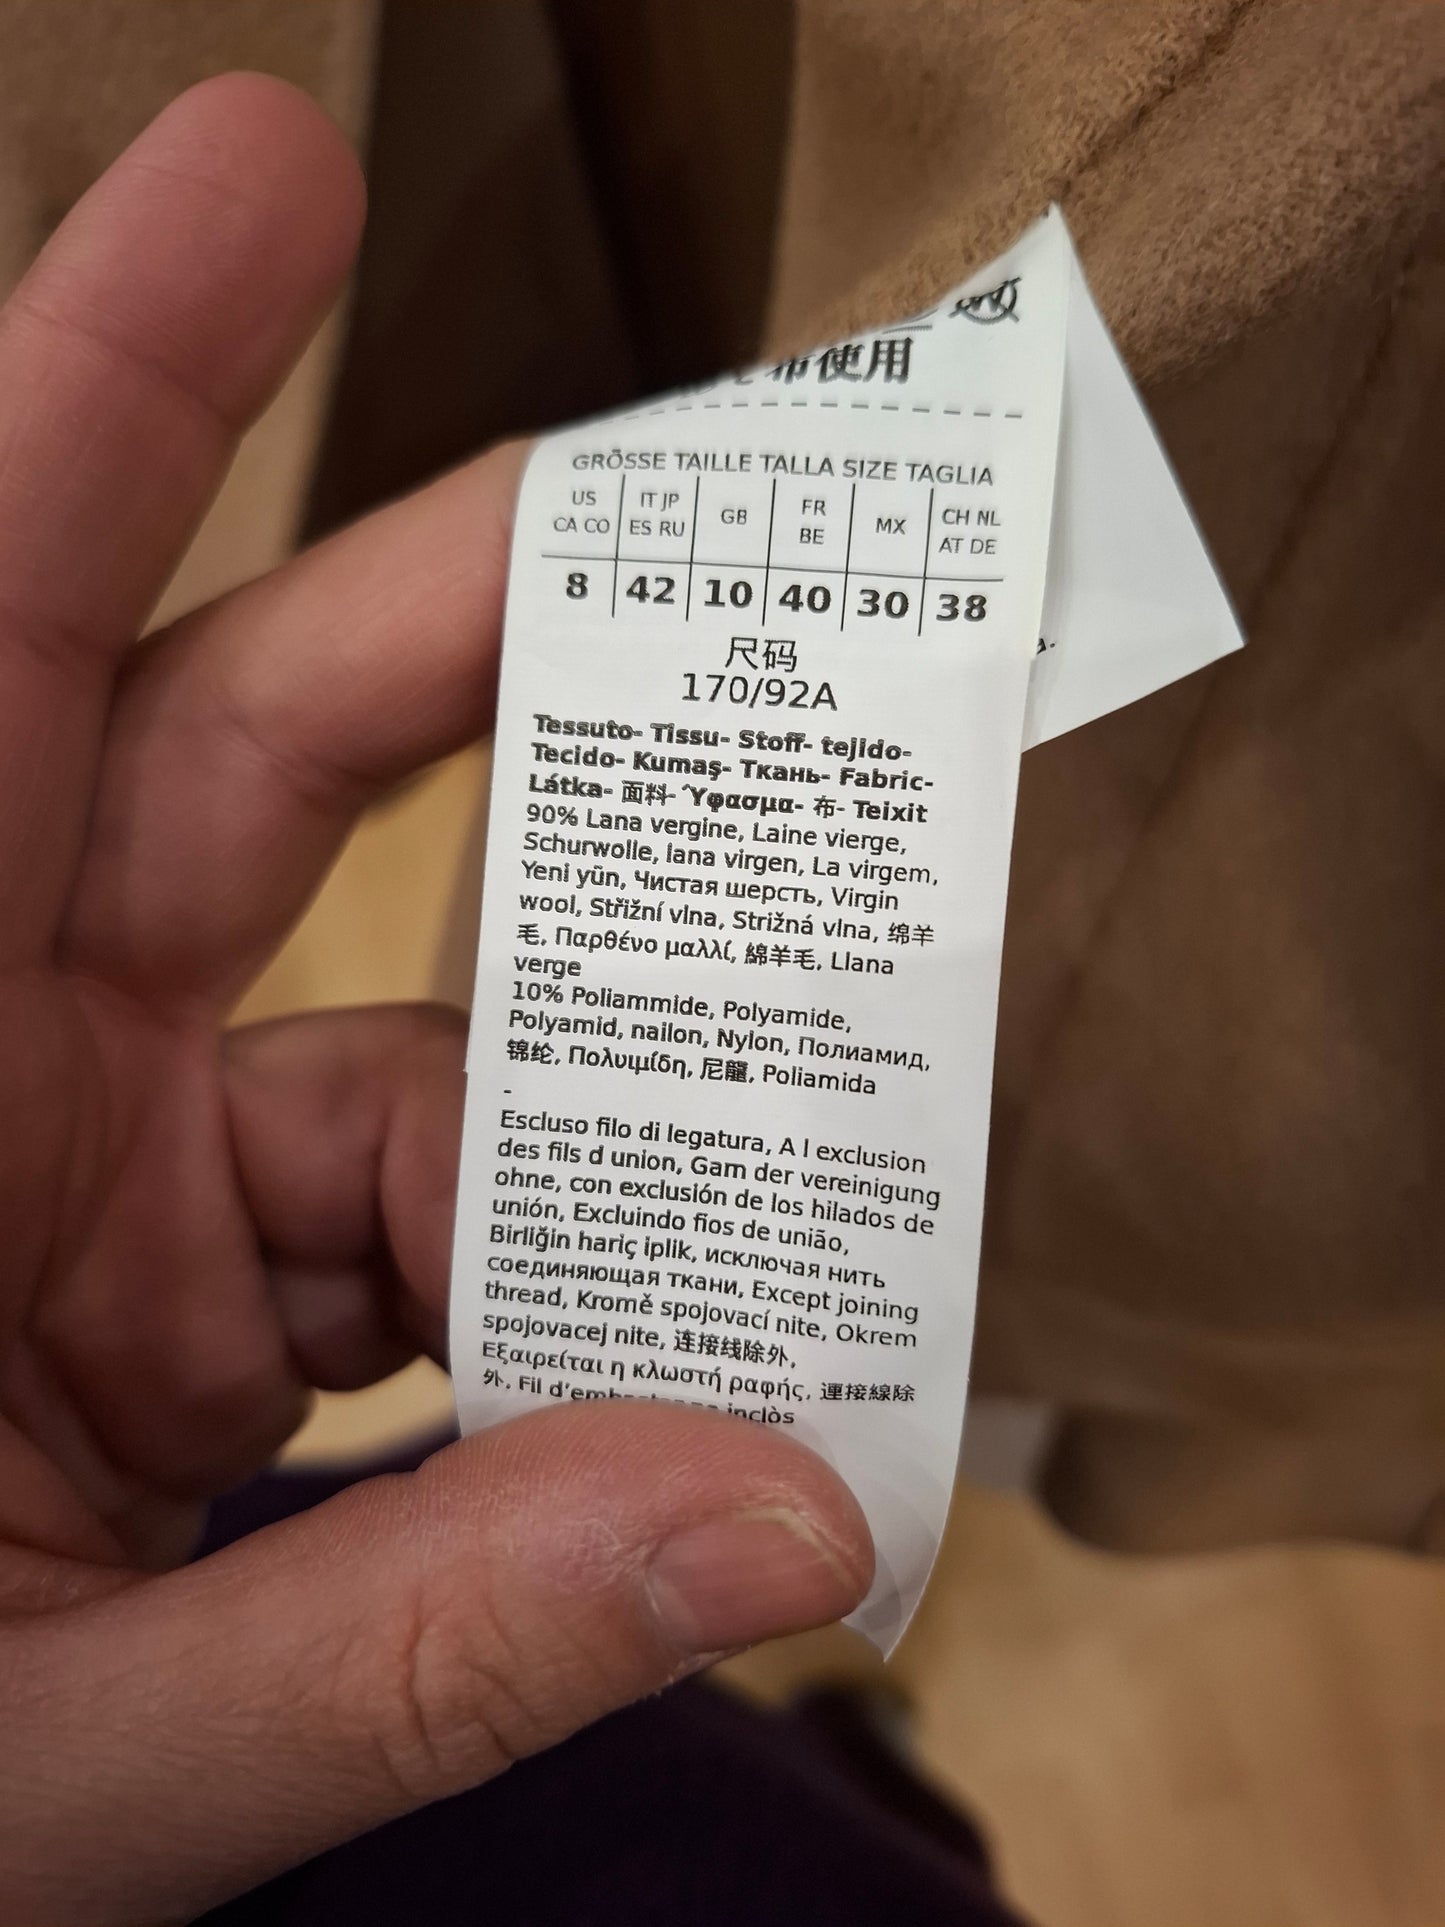 布使用
GRÖSSE TAILLE TALLA SIZE TAGLIA
US CA CO | IT JP ES RU | GB | FR BE | MX | CH NL AT DE
8 | 42 | 10 | 40 | 30 | 38
尺码
170/92A
Tessuto- Tissu- Stoff- tejido-
Tecido- Kumaş- Ткань- Fabric-
Látka- 面料- Ύφασμα- 布- Teixit
90% Lana vergine, Laine vierge,
Schurwolle, lana virgen, La virgem,
Yeni yün, Чистая шерсть, Virgin
wool, Střižní vlna, Strižná vlna, 绵羊
毛, Παρθένο μαλλί, 綿羊毛, Llana
verge
10% Poliammide, Polyamide,
Polyamid, nailon, Nylon, Полиамид,
锦纶, Πολυμίδη, 尼龍, Poliamida
-
Escluso filo di legatura, A l exclusion
des fils d union, Gam der vereinigung
ohne, con exclusión de los hilados de
unión, Excluindo fios de união,
Birliğin hariç iplik, исключая нить
соединяющая ткани, Except joining
thread, Kromě spojovací nite, Okrem
spojovacej nite, 连接线除外,
Εξαιρείται η κλωστή ραφής, 連接線除
外, Fil d'embastar no inclòs